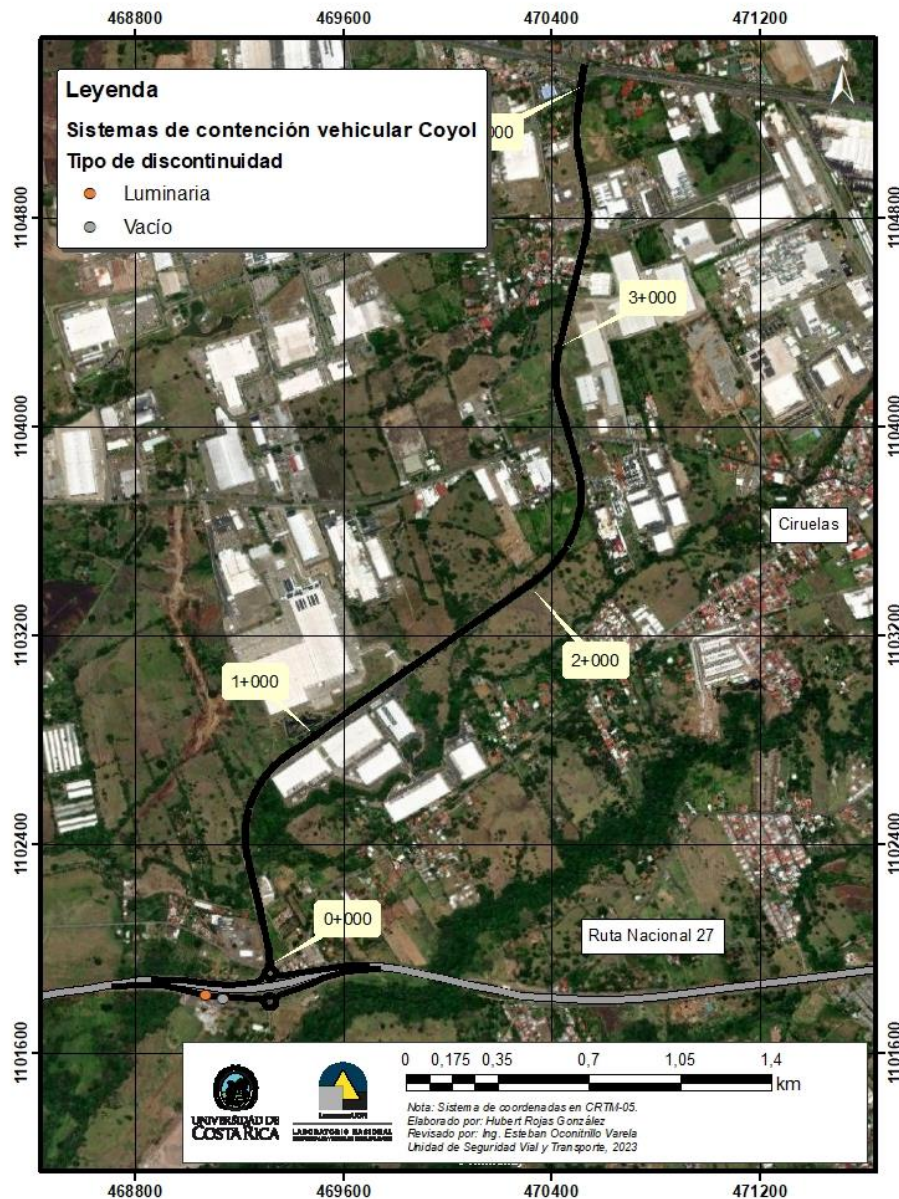 468800 469600 470400 471200
Leyenda
Sistemas de contención vehicular Coyol
Tipo de discontinuidad
Luminaria
Vacío
000
1104800 1104800
3+000
1104000 1104000
Ciruelas
1103200 1103200
2+000
1+000
1102400 1102400
0+000
Ruta Nacional 27
1101600 1101600
0 0,175 0,35 0,7 1,05 1,4
km
UNIVERSIDAD DE
COSTA RICA
LanammeUCR
LABORATORIO NACIONAL
Nota: Sistema de coordenadas en CRTM-05.
Elaborado por: Hubert Rojas González
Revisado por: Ing. Esteban Oconitrillo Varela
Unidad de Seguridad Vial y Transporte, 2023
468800 469600 470400 471200